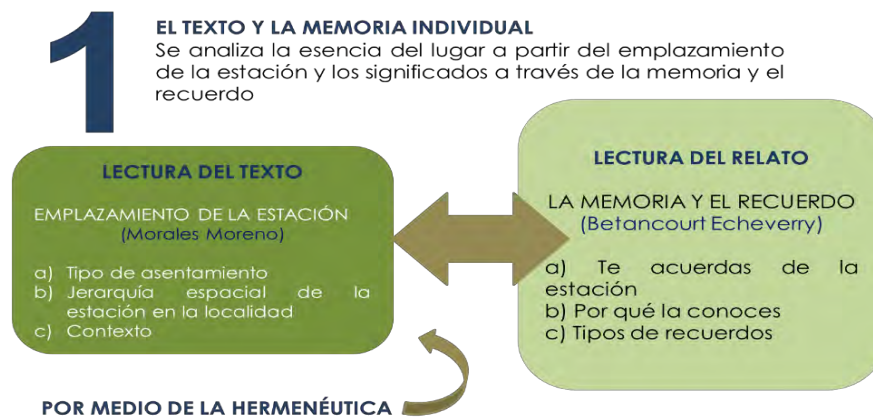 1
EL TEXTO Y LA MEMORIA INDIVIDUAL
Se analiza la esencia del lugar a partir del emplazamiento
de la estación y los significados a través de la memoria y el
recuerdo
LECTURA DEL TEXTO
EMPLAZAMIENTO DE LA ESTACIÓN
(Morales Moreno)
a) Tipo de asentamiento
b) Jerarquía espacial de la
estación en la localidad
c) Contexto
LECTURA DEL RELATO
LA MEMORIA Y EL RECUERDO
(Betancourt Echeverry)
a) Te acuerdas de la
estación
b) Por qué la conoces
c) Tipos de recuerdos
POR MEDIO DE LA HERMENÉUTICA